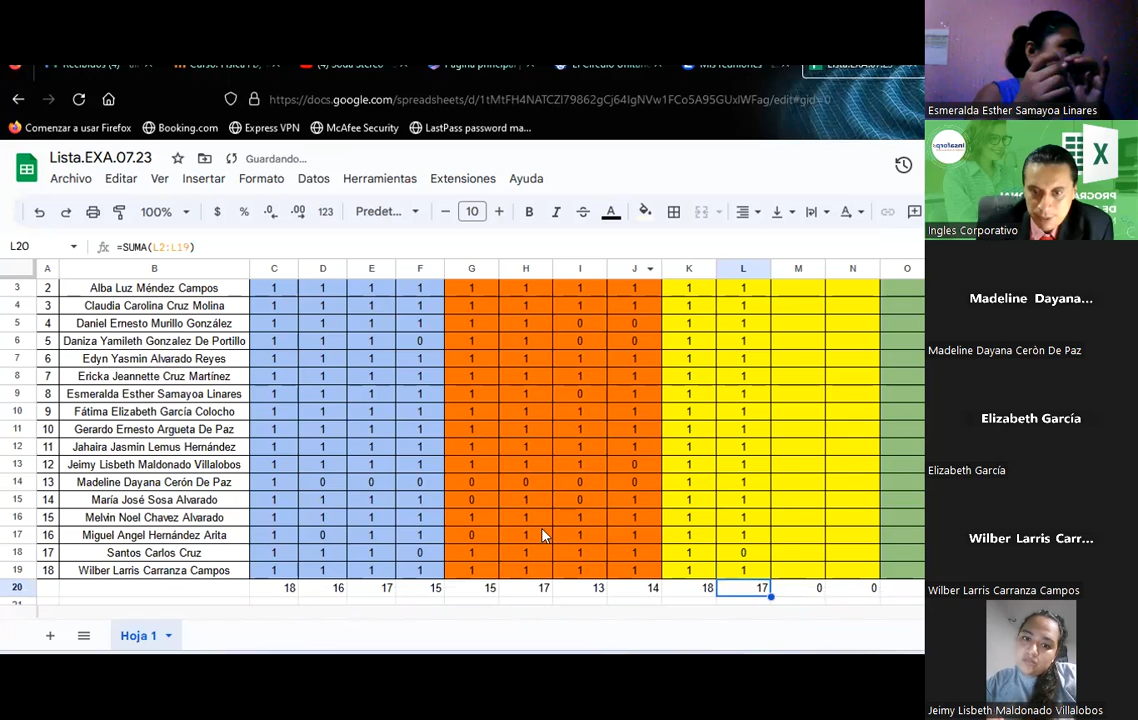 Recibidos (4)
Curso: Física I D,
(4) Soda Stereo
Página principal
El Círculo Unita
Mis reuniones
Lista.EXA.07.23
https://docs.google.com/spreadsheets/d/1tMtFH4NATCZI79862gCj64IgNVw1FCo5A95GUxIWFag/edit#gid=0
Comenzar a usar Firefox Booking.com Express VPN McAfee Security LastPass password ma...
Lista.EXA.07.23 Guardando...
Archivo Editar Ver Insertar Formato Datos Herramientas Extensiones Ayuda
100% $ % .0 .00 123 Predet... − 10 + B I S A
L20 fx =SUMA(L2:L19)
A B C D E F G H I J K L M N O
3 2 Alba Luz Méndez Campos 1 1 1 1 1 1 1 1 1 1
4 3 Claudia Carolina Cruz Molina 1 1 1 1 1 1 1 1 1 1
5 4 Daniel Ernesto Murillo González 1 1 1 1 1 1 0 0 1 1
6 5 Daniza Yamileth Gonzalez De Portillo 1 1 1 0 1 1 0 0 1 1
7 6 Edyn Yasmin Alvarado Reyes 1 1 1 1 1 1 1 1 1 1
8 7 Ericka Jeannette Cruz Martínez 1 1 1 1 1 1 1 1 1 1
9 8 Esmeralda Esther Samayoa Linares 1 1 1 1 1 1 0 1 1 1
10 9 Fátima Elizabeth García Colocho 1 1 1 1 1 1 1 1 1 1
11 10 Gerardo Ernesto Argueta De Paz 1 1 1 1 1 1 1 1 1 1
12 11 Jahaira Jasmin Lemus Hernández 1 1 1 1 1 1 1 1 1 1
13 12 Jeimy Lisbeth Maldonado Villalobos 1 1 1 1 1 1 1 0 1 1
14 13 Madeline Dayana Cerón De Paz 1 0 0 0 0 0 0 0 1 1
15 14 María José Sosa Alvarado 1 1 1 1 0 1 0 1 1 1
16 15 Melvin Noel Chavez Alvarado 1 1 1 1 1 1 1 1 1 1
17 16 Miguel Angel Hernández Arita 1 0 1 1 0 1 1 1 1 1
18 17 Santos Carlos Cruz 1 1 1 0 1 1 1 1 1 0
19 18 Wilber Larris Carranza Campos 1 1 1 1 1 1 1 1 1 1
20 18 16 17 15 15 17 13 14 18 17 0 0
+ Hoja 1
Esmeralda Esther Samayoa Linares
Ingles Corporativo
Madeline Dayana...
Madeline Dayana Ceròn De Paz
Elizabeth García
Elizabeth García
Wilber Larris Carr...
Wilber Larris Carranza Campos
Jeimy Lisbeth Maldonado Villalobos